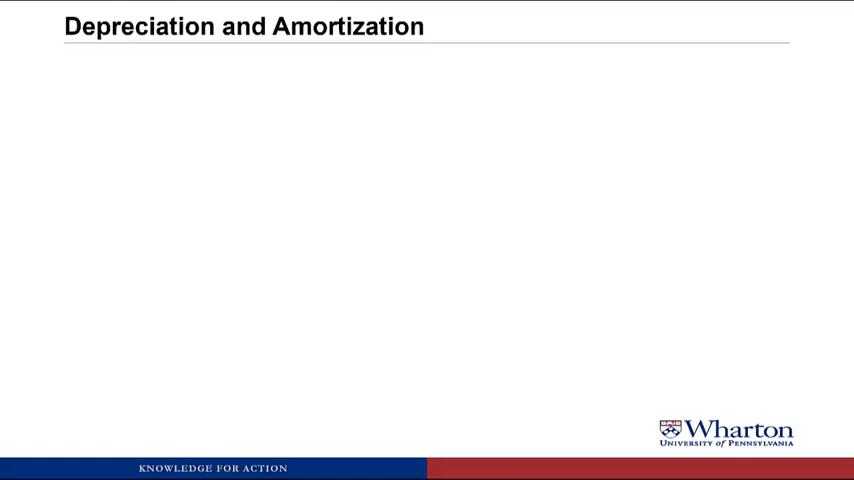 Depreciation and Amortization
Wharton
UNIVERSITY of PENNSYLVANIA
KNOWLEDGE FOR ACTION